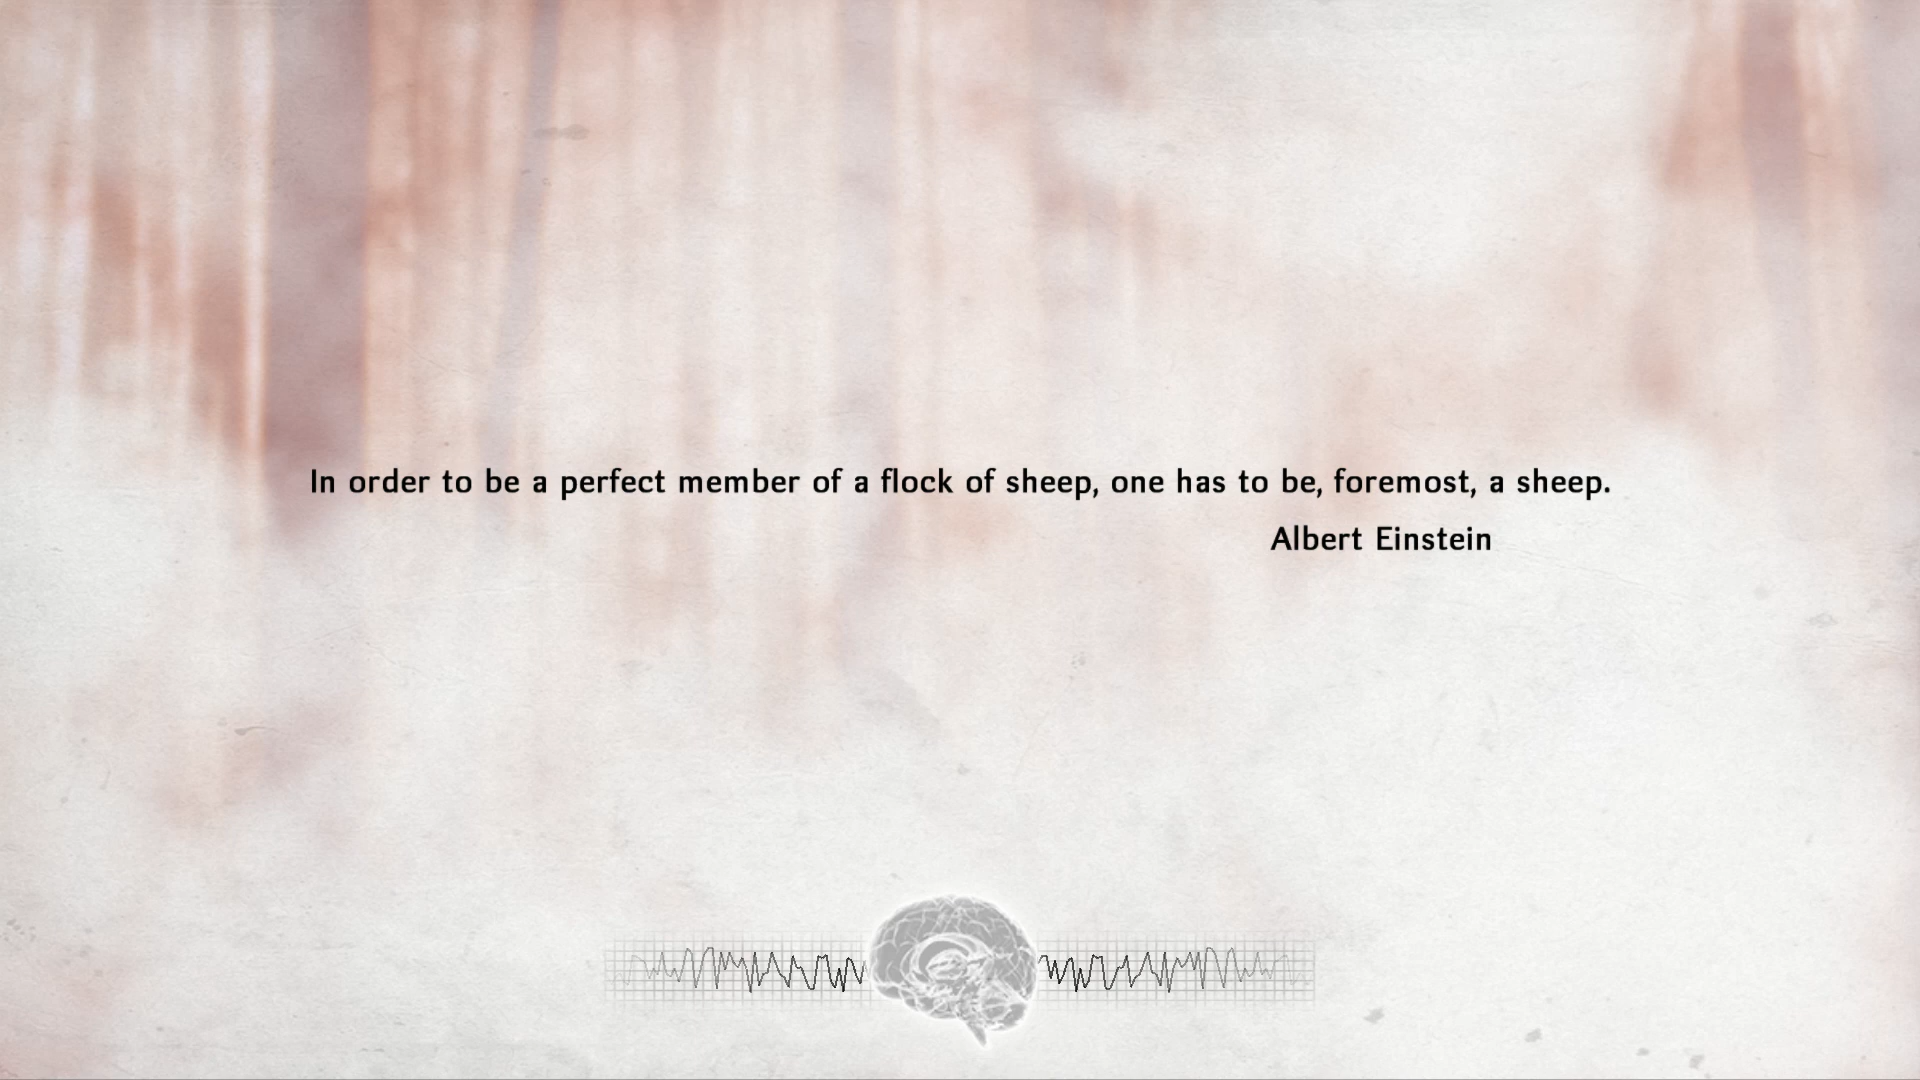 In order to be a perfect member of a flock of sheep, one has to be, foremost, a sheep.
Albert Einstein